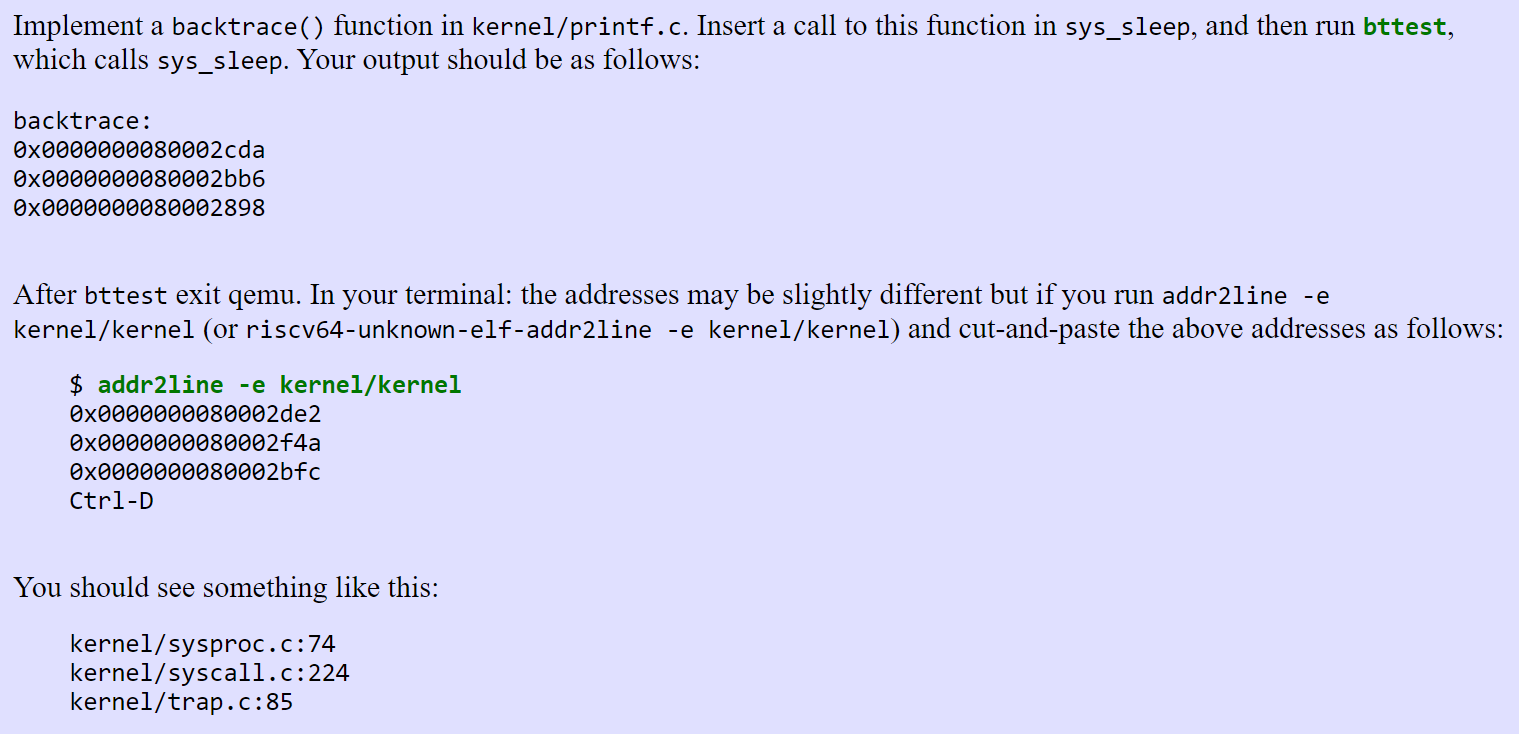 Implement a backtrace() function in kernel/printf.c. Insert a call to this function in sys_sleep, and then run bttest,
which calls sys_sleep. Your output should be as follows:
backtrace:
0x0000000080002cda
0x0000000080002bb6
0x0000000080002898
After bttest exit qemu. In your terminal: the addresses may be slightly different but if you run addr2line -e
kernel/kernel (or riscv64-unknown-elf-addr2line -e kernel/kernel) and cut-and-paste the above addresses as follows:
$ addr2line -e kernel/kernel
0x0000000080002de2
0x0000000080002f4a
0x0000000080002bfc
Ctrl-D
You should see something like this:
kernel/sysproc.c:74
kernel/syscall.c:224
kernel/trap.c:85